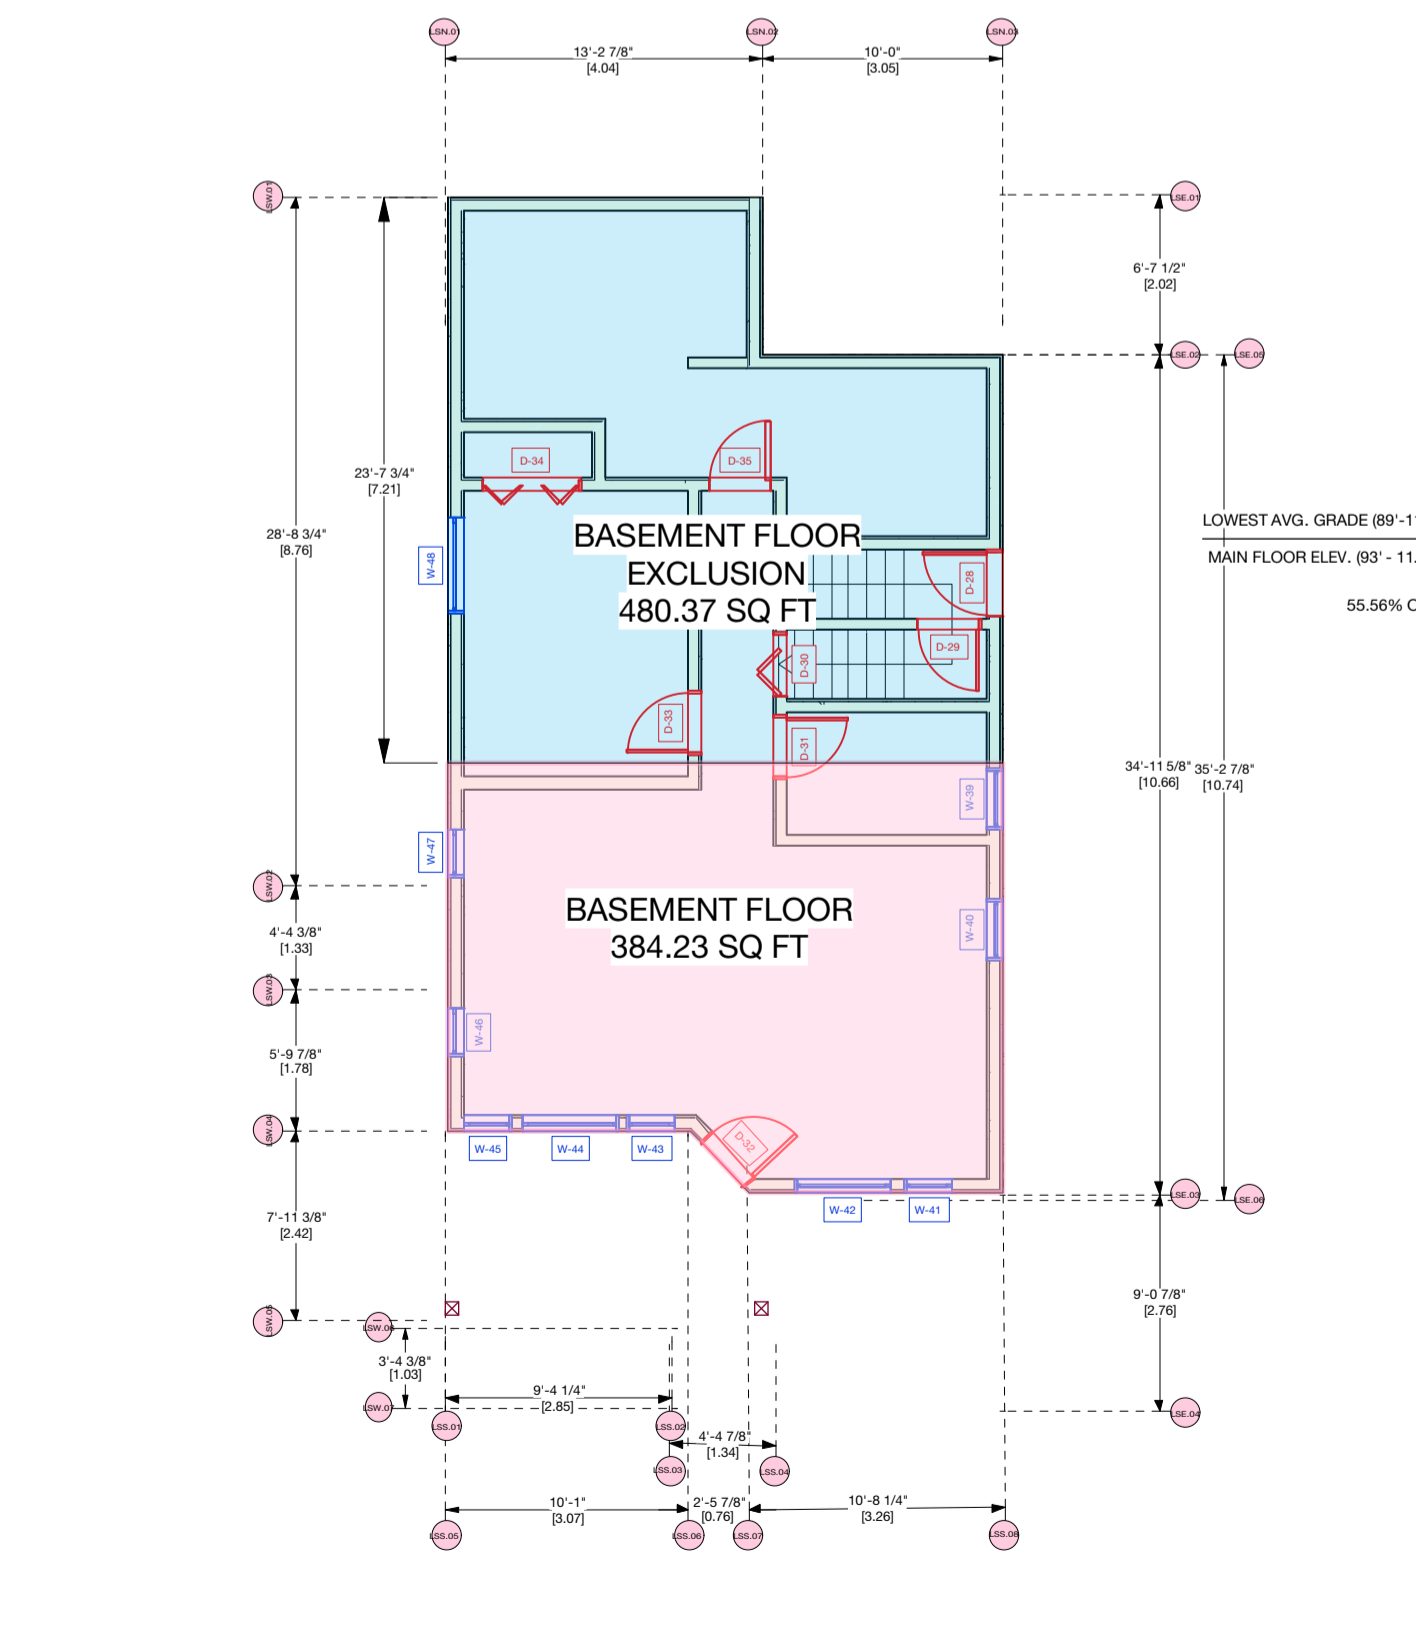 LSN.01
LSN.02
LSN.03
13'-2 7/8"
[4.04]
10'-0"
[3.05]
LSW.01
LSE.01
6'-7 1/2"
[2.02]
LSE.02
LSE.05
D-34
D-35
23'-7 3/4"
[7.21]
28'-8 3/4"
[8.76]
W-48
BASEMENT FLOOR
EXCLUSION
480.37 SQ FT
D-28
D-29
D-30
D-33
D-31
LOWEST AVG. GRADE (89'-1
MAIN FLOOR ELEV. (93' - 11.
55.56%
34'-11 5/8"
[10.66]
35'-2 7/8"
[10.74]
W-39
W-47
LSW.02
BASEMENT FLOOR
384.23 SQ FT
W-40
4'-4 3/8"
[1.33]
LSW.03
W-46
5'-9 7/8"
[1.78]
LSW.04
W-45
W-44
W-43
D-32
W-42
W-41
LSE.03
LSE.06
7'-11 3/8"
[2.42]
9'-0 7/8"
[2.76]
LSW.05
LSW.06
3'-4 3/8"
[1.03]
LSW.07
LSE.04
9'-4 1/4"
[2.85]
LSS.01
LSS.02
4'-4 7/8"
[1.34]
LSS.03
LSS.04
10'-1"
[3.07]
2'-5 7/8"
[0.76]
10'-8 1/4"
[3.26]
LSS.05
LSS.06
LSS.07
LSS.08